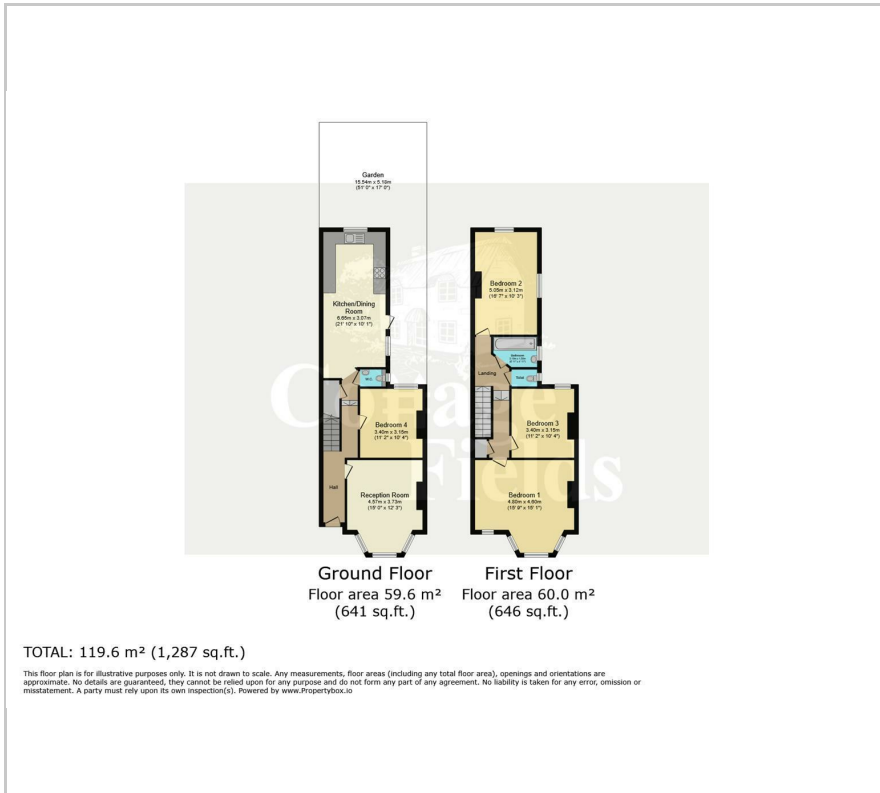 Garden
15.54m x 5.18m
(51' 0" x 17' 0")
Kitchen/Dining
Room
6.65m x 3.07m
(21' 10" x 10' 1")
W.C.
Bedroom 4
3.40m x 3.15m
(11' 2" x 10' 4")
Hall
Reception Room
4.57m x 3.73m
(15' 0" x 12' 3")
Bedroom 2
5.05m x 3.12m
(16' 7" x 10' 3")
Bathroom
Landing
Toilet
Bedroom 3
3.40m x 3.15m
(11' 2" x 10' 4")
Bedroom 1
4.80m x 4.60m
(15' 9" x 15' 1")
Fields
Ground Floor
Floor area 59.6 m²
(641 sq.ft.)
First Floor
Floor area 60.0 m²
(646 sq.ft.)
TOTAL: 119.6 m² (1,287 sq.ft.)
This floor plan is for illustrative purposes only. It is not drawn to scale. Any measurements, floor areas (including any total floor area), openings and orientations are
approximate. No details are guaranteed, they cannot be relied upon for any purpose and do not form any part of any agreement. No liability is taken for any error, omission or
misstatement. A party must rely upon its own inspection(s). Powered by www.Propertybox.io